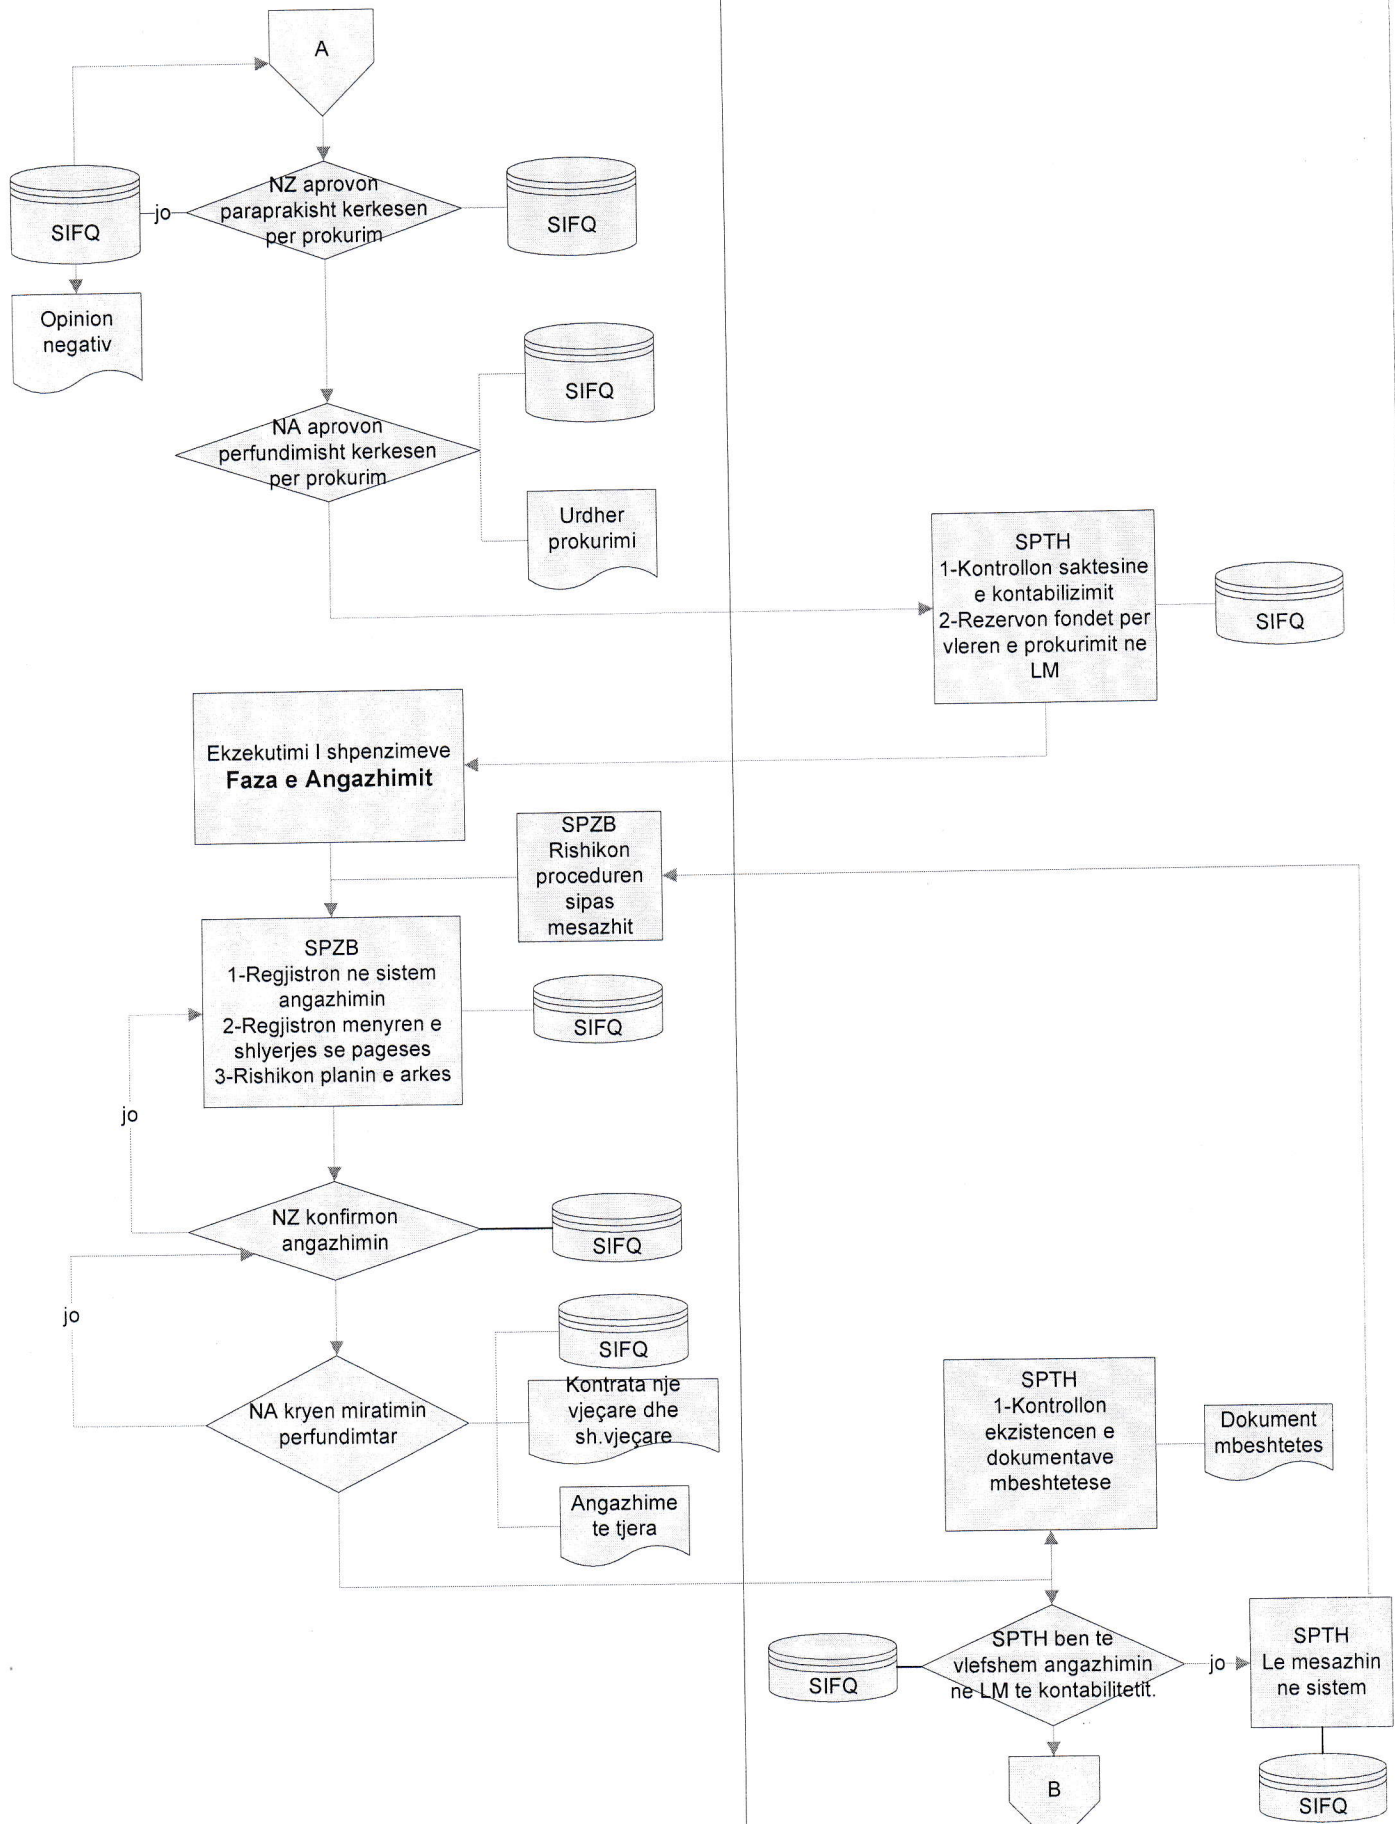 A
NZ aprovon
paraprakisht kerkesen
per prokurim
jo
SIFQ
SIFQ
Opinion
negativ
SIFQ
NA aprovon
perfundimisht kerkesen
per prokurim
Urdher
prokurimi
SPTH
1-Kontrollon saktesine
e kontabilizimit
2-Rezervon fondet per
vleren e prokurimit ne
LM
SIFQ
Ekzekutimi I shpenzimeve
Faza e Angazhimit
SPZB
Rishikon
proceduren
sipas
mesazhit
SPZB
1-Regjistron ne sistem
angazhimin
2-Regjistron menyren e
shlyerjes se pageses
3-Rishikon planin e arkes
SIFQ
jo
NZ konfirmon
angazhimin
SIFQ
jo
SIFQ
NA kryen miratimin
perfundimtar
Kontrata nje
vjeçare dhe
sh.vjeçare
Angazhime
te tjera
SPTH
1-Kontrollon
ekzistencen e
dokumentave
mbeshtetese
Dokument
mbeshtetes
SIFQ
SPTH ben te
vlefshem angazhimin
ne LM te kontabilitetit.
jo
SPTH
Le mesazhin
ne sistem
B
SIFQ